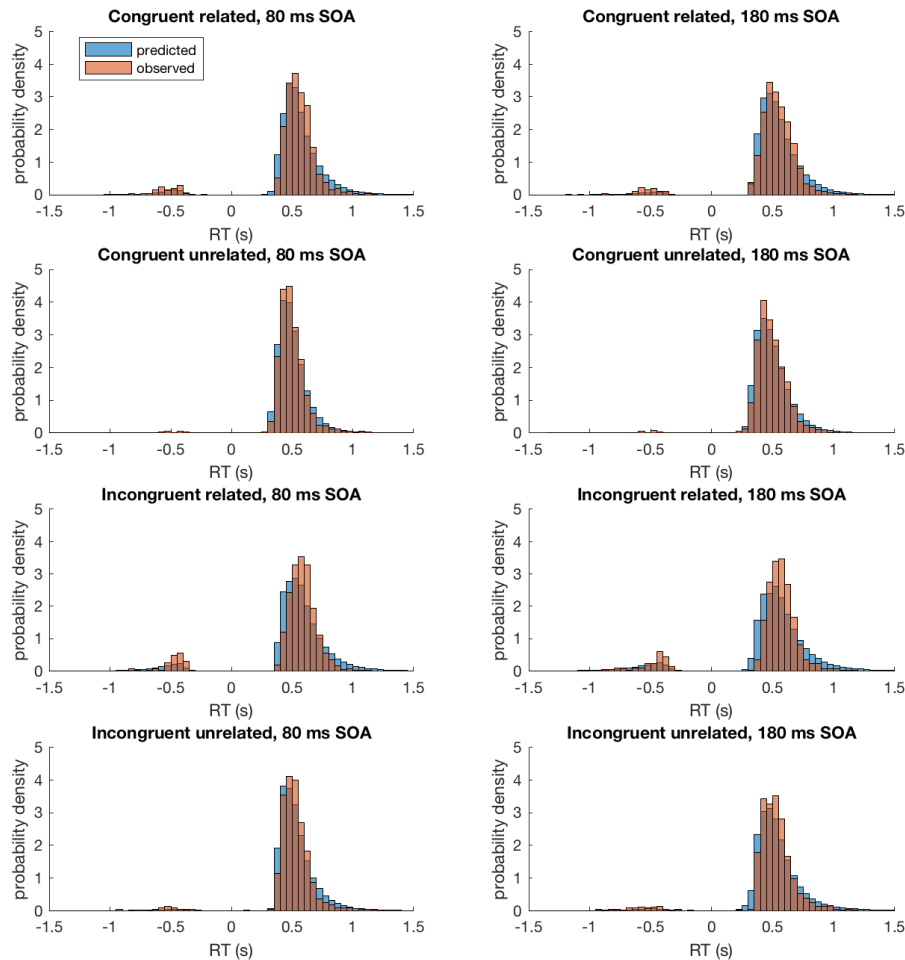 Congruent related, 80 ms SOA
5
4
3
2
1
0
probability density
predicted
observed
-1.5 -1 -0.5 0 0.5 1 1.5
RT (s)
Congruent related, 180 ms SOA
5
4
3
2
1
0
probability density
-1.5 -1 -0.5 0 0.5 1 1.5
RT (s)
Congruent unrelated, 80 ms SOA
5
4
3
2
1
0
probability density
-1.5 -1 -0.5 0 0.5 1 1.5
RT (s)
Congruent unrelated, 180 ms SOA
5
4
3
2
1
0
probability density
-1.5 -1 -0.5 0 0.5 1 1.5
RT (s)
Incongruent related, 80 ms SOA
5
4
3
2
1
0
probability density
-1.5 -1 -0.5 0 0.5 1 1.5
RT (s)
Incongruent related, 180 ms SOA
5
4
3
2
1
0
probability density
-1.5 -1 -0.5 0 0.5 1 1.5
RT (s)
Incongruent unrelated, 80 ms SOA
5
4
3
2
1
0
probability density
-1.5 -1 -0.5 0 0.5 1 1.5
RT (s)
Incongruent unrelated, 180 ms SOA
5
4
3
2
1
0
probability density
-1.5 -1 -0.5 0 0.5 1 1.5
RT (s)